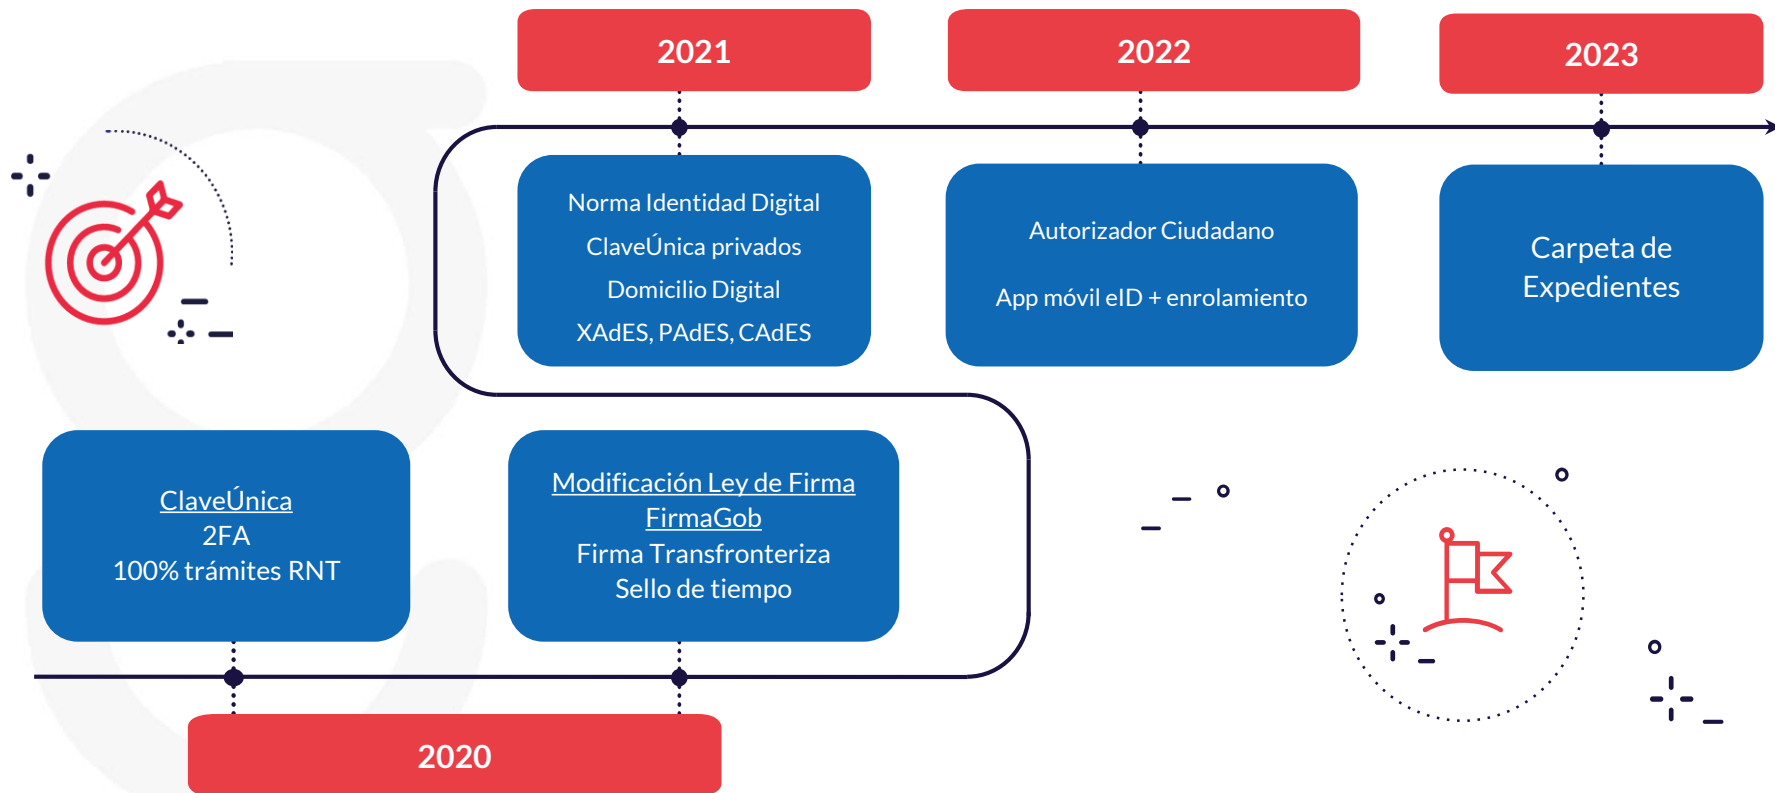 2021
2022
2023
Norma Identidad Digital
ClaveÚnica privados
Domicilio Digital
XAdES, PAdES, CAdES
Autorizador Ciudadano
App móvil eID + enrolamiento
Carpeta de
Expedientes
ClaveÚnica
2FA
100% trámites RNT
Modificación Ley de Firma
FirmaGob
Firma Transfronteriza
Sello de tiempo
2020